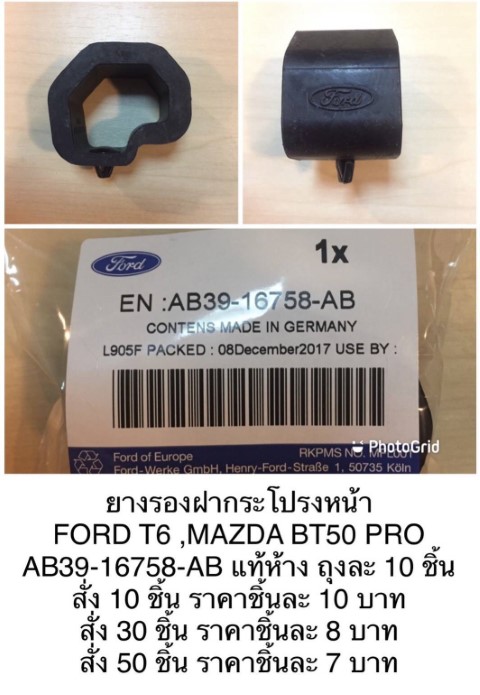 Ford
Ford
1x
EN :AB39-16758-AB
CONTENS MADE IN GERMANY
L905F PACKED : 08December2017 USE BY :
PhotoGrid
Ford of Europe
RKPMS NO. MPL001
Ford-Werke GmbH, Henry-Ford-Straße 1, 50735 Köln
ยางรองฝากระโปรงหน้า
FORD T6 ,MAZDA BT50 PRO
AB39-16758-AB แท้ห้าง ถุงละ 10 ชิ้น
สั่ง 10 ชิ้น ราคาชิ้นละ 10 บาท
สั่ง 30 ชิ้น ราคาชิ้นละ 8 บาท
สั่ง 50 ชิ้น ราคาชิ้นละ 7 บาท